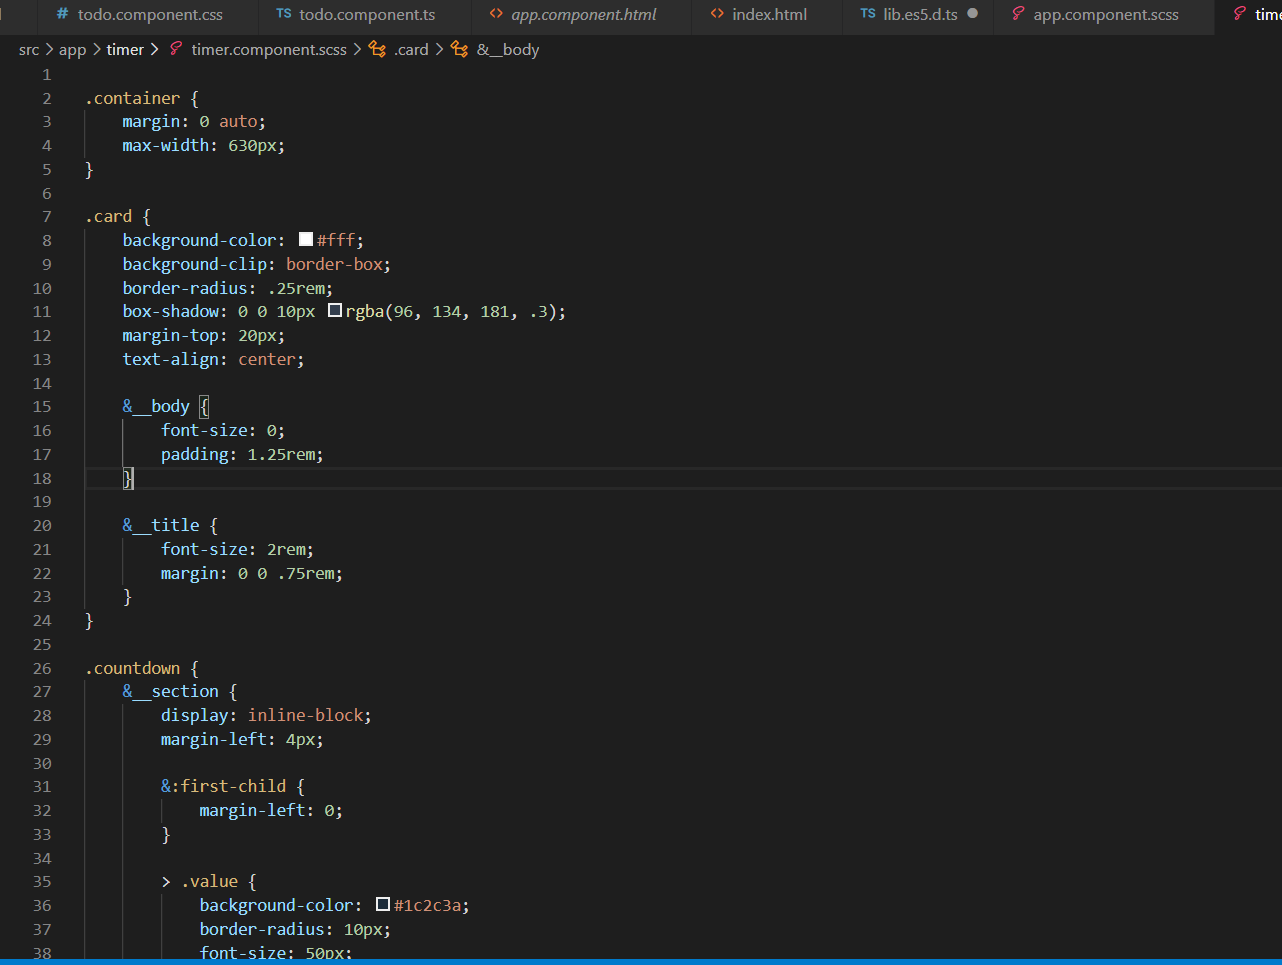 # todo.component.css TS todo.component.ts <> app.component.html <> index.html TS lib.es5.d.ts app.component.scss
src > app > timer > timer.component.scss > .card > &__body
1
2 .container {
3 margin: 0 auto;
4 max-width: 630px;
5 }
6
7 .card {
8 background-color: #fff;
9 background-clip: border-box;
10 border-radius: .25rem;
11 box-shadow: 0 0 10px rgba(96, 134, 181, .3);
12 margin-top: 20px;
13 text-align: center;
14
15 &__body {
16 font-size: 0;
17 padding: 1.25rem;
18 }
19
20 &__title {
21 font-size: 2rem;
22 margin: 0 0 .75rem;
23 }
24 }
25
26 .countdown {
27 &__section {
28 display: inline-block;
29 margin-left: 4px;
30
31 &:first-child {
32 margin-left: 0;
33 }
34
35 > .value {
36 background-color: #1c2c3a;
37 border-radius: 10px;
38 font-size: 50px;